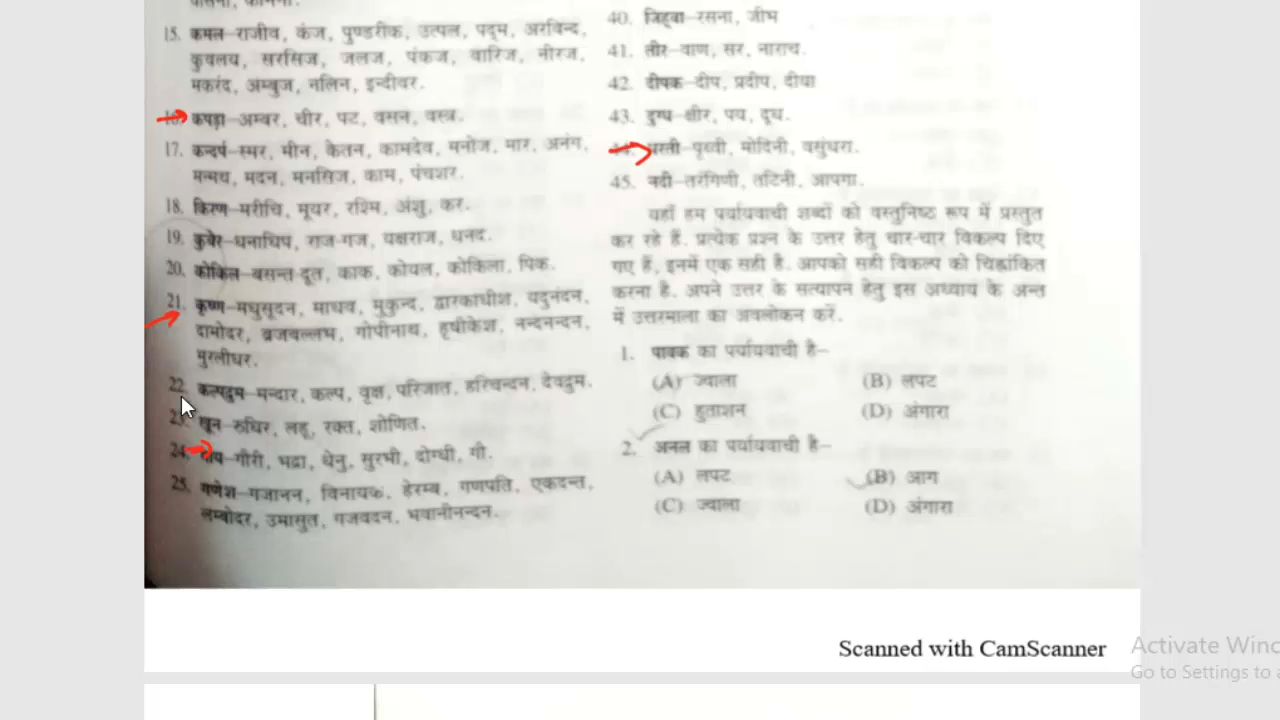 वासना, कामना.
15. कमल–राजीव, कंज, पुण्डरीक, उत्पल, पद्म, अरविन्द,
कुवलय, सरसिज, जलज, पंकज, वारिज, नीरज,
मकरंद, अम्बुज, नलिन, इन्दीवर.
16. कपड़ा–अम्बर, चीर, पट, वसन, वस्त्र.
17. कन्दर्प–स्मर, मीन, केतन, कामदेव, मनोज, मार, अनंग,
मन्मथ, मदन, मनसिज, काम, पंचशर.
18. किरण–मरीचि, मूयर, रश्मि, अंशु, कर.
19. कुबेर–धनाधिप, राज-गज, यक्षराज, धनद.
20. कोकिल–बसन्त दूत, काक, कोयल, कोकिला, पिक.
21. कृष्ण–मधुसूदन, माधव, मुकुन्द, द्वारकाधीश, यदुनंदन,
दामोदर, ब्रजवल्लभ, गोपीनाथ, हृषीकेश, नन्दनन्दन,
मुरलीधर.
22. कल्पद्रुम–मन्दार, कल्प, वृक्ष, परिजात, हरिचन्दन, देवद्रुम.
23. खून–रुधिर, लहू, रक्त, शोणित.
24. गाय–गौरी, भद्रा, धेनु, सुरभी, दोग्धी, गौ.
25. गणेश–गजानन, विनायक, हेरम्ब, गणपति, एकदन्त,
लम्बोदर, उमासुत, गजवदन, भवानीनन्दन.
40. जिह्वा–रसना, जीभ
41. तीर–वाण, सर, नाराच.
42. दीपक–दीप, प्रदीप, दीया
43. दुग्ध–क्षीर, पय, दूध.
44. धरती–पृथ्वी, मोदिनी, वसुंधरा.
45. नदी–तरंगिणी, तटिनी, आपगा.
यहाँ हम पर्यायवाची शब्दों को वस्तुनिष्ठ रूप में प्रस्तुत
कर रहे हैं. प्रत्येक प्रश्न के उत्तर हेतु चार-चार विकल्प दिए
गए हैं, इनमें एक सही है. आपको सही विकल्प को चिह्नांकित
करना है. अपने उत्तर के सत्यापन हेतु इस अध्याय के अन्त
में उत्तरमाला का अवलोकन करें.
1. पावक का पर्यायवाची है–
(A) ज्वाला (B) लपट
(C) हुताशन (D) अंगारा
2. अनल का पर्यायवाची है–
(A) लपट (B) आग
(C) ज्वाला (D) अंगारा
Scanned with CamScanner
Activate Winc
Go to Settings to a